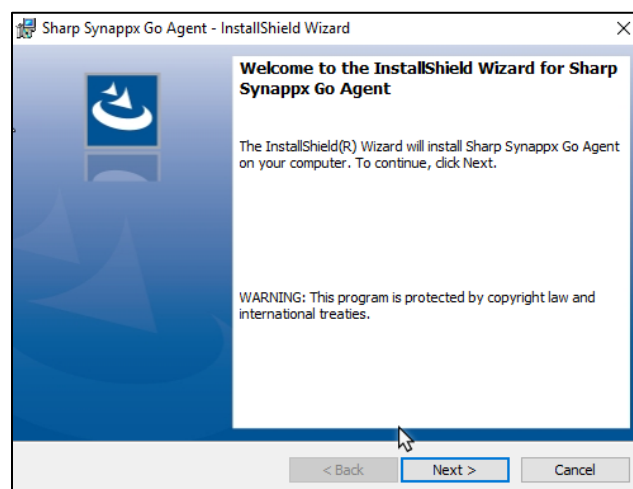 Sharp Synappx Go Agent - InstallShield Wizard
Welcome to the InstallShield Wizard for Sharp
Synappx Go Agent
The InstallShield(R) Wizard will install Sharp Synappx Go Agent
on your computer. To continue, click Next.
WARNING: This program is protected by copyright law and
international treaties.
< Back
Next >
Cancel